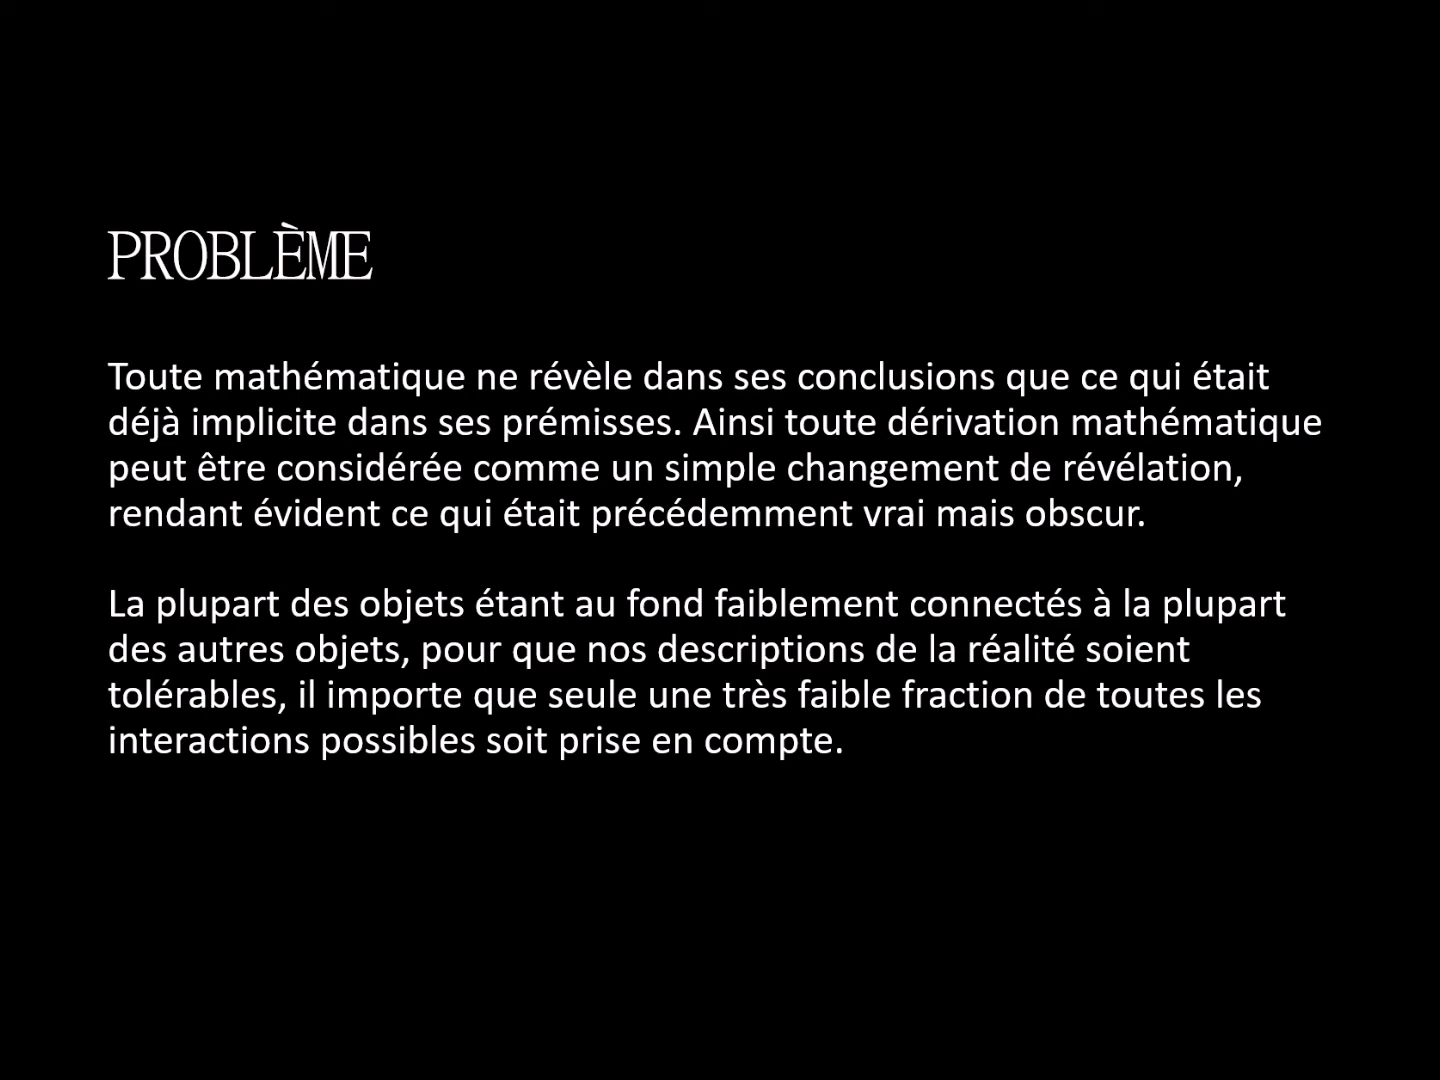 PROBLÈME
Toute mathématique ne révèle dans ses conclusions que ce qui était
déjà implicite dans ses prémisses. Ainsi toute dérivation mathématique
peut être considérée comme un simple changement de révélation,
rendant évident ce qui était précédemment vrai mais obscur.
La plupart des objets étant au fond faiblement connectés à la plupart
des autres objets, pour que nos descriptions de la réalité soient
tolérables, il importe que seule une très faible fraction de toutes les
interactions possibles soit prise en compte.